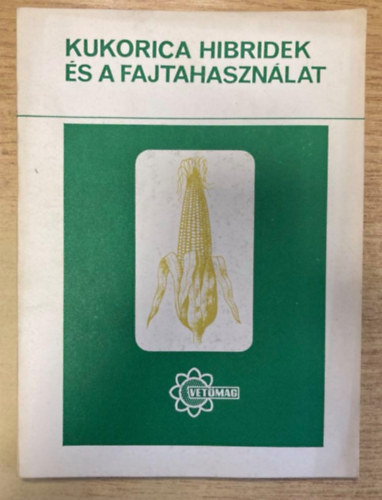 KUKORICA HIBRIDEK
ÉS A FAJTAHASZNÁLAT
VETŐMAG